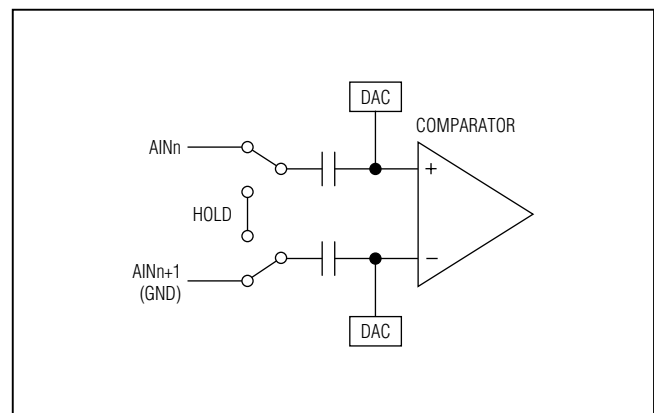 DAC
COMPARATOR
AINn
+
HOLD
−
AINn+1
(GND)
DAC